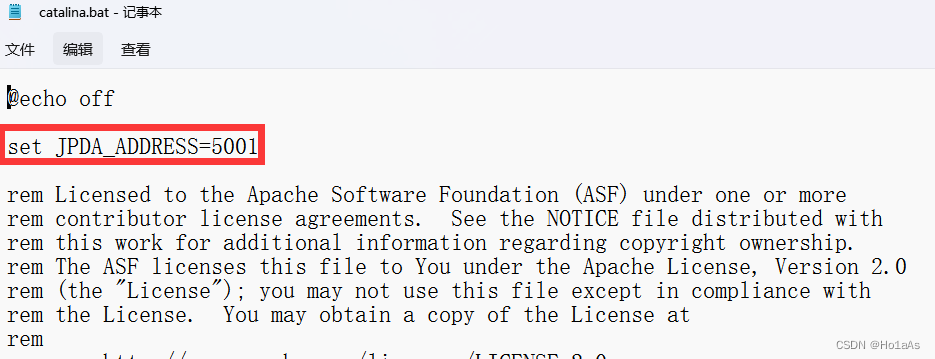 catalina.bat - 记事本
文件 编辑 查看
@echo off
set JPDA_ADDRESS=5001
rem Licensed to the Apache Software Foundation (ASF) under one or more
rem contributor license agreements.  See the NOTICE file distributed with
rem this work for additional information regarding copyright ownership.
rem The ASF licenses this file to You under the Apache License, Version 2.0
rem (the "License"); you may not use this file except in compliance with
rem the License.  You may obtain a copy of the License at
rem
CSDN @Ho1aAs